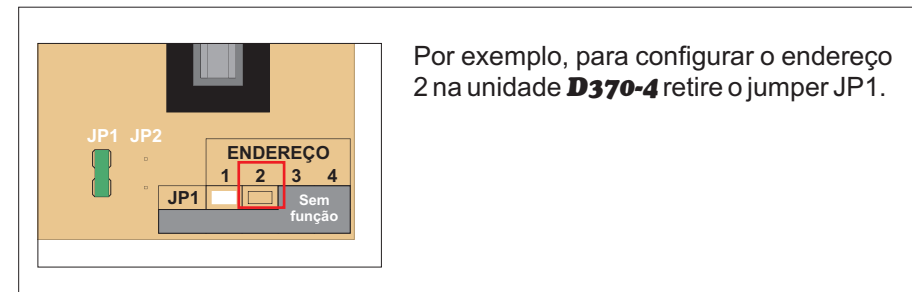 Por exemplo, para configurar o endereço
2 na unidade D370-4 retire o jumper JP1.
JP1 JP2
ENDEREÇO
1 2 3 4
JP1 Sem
função